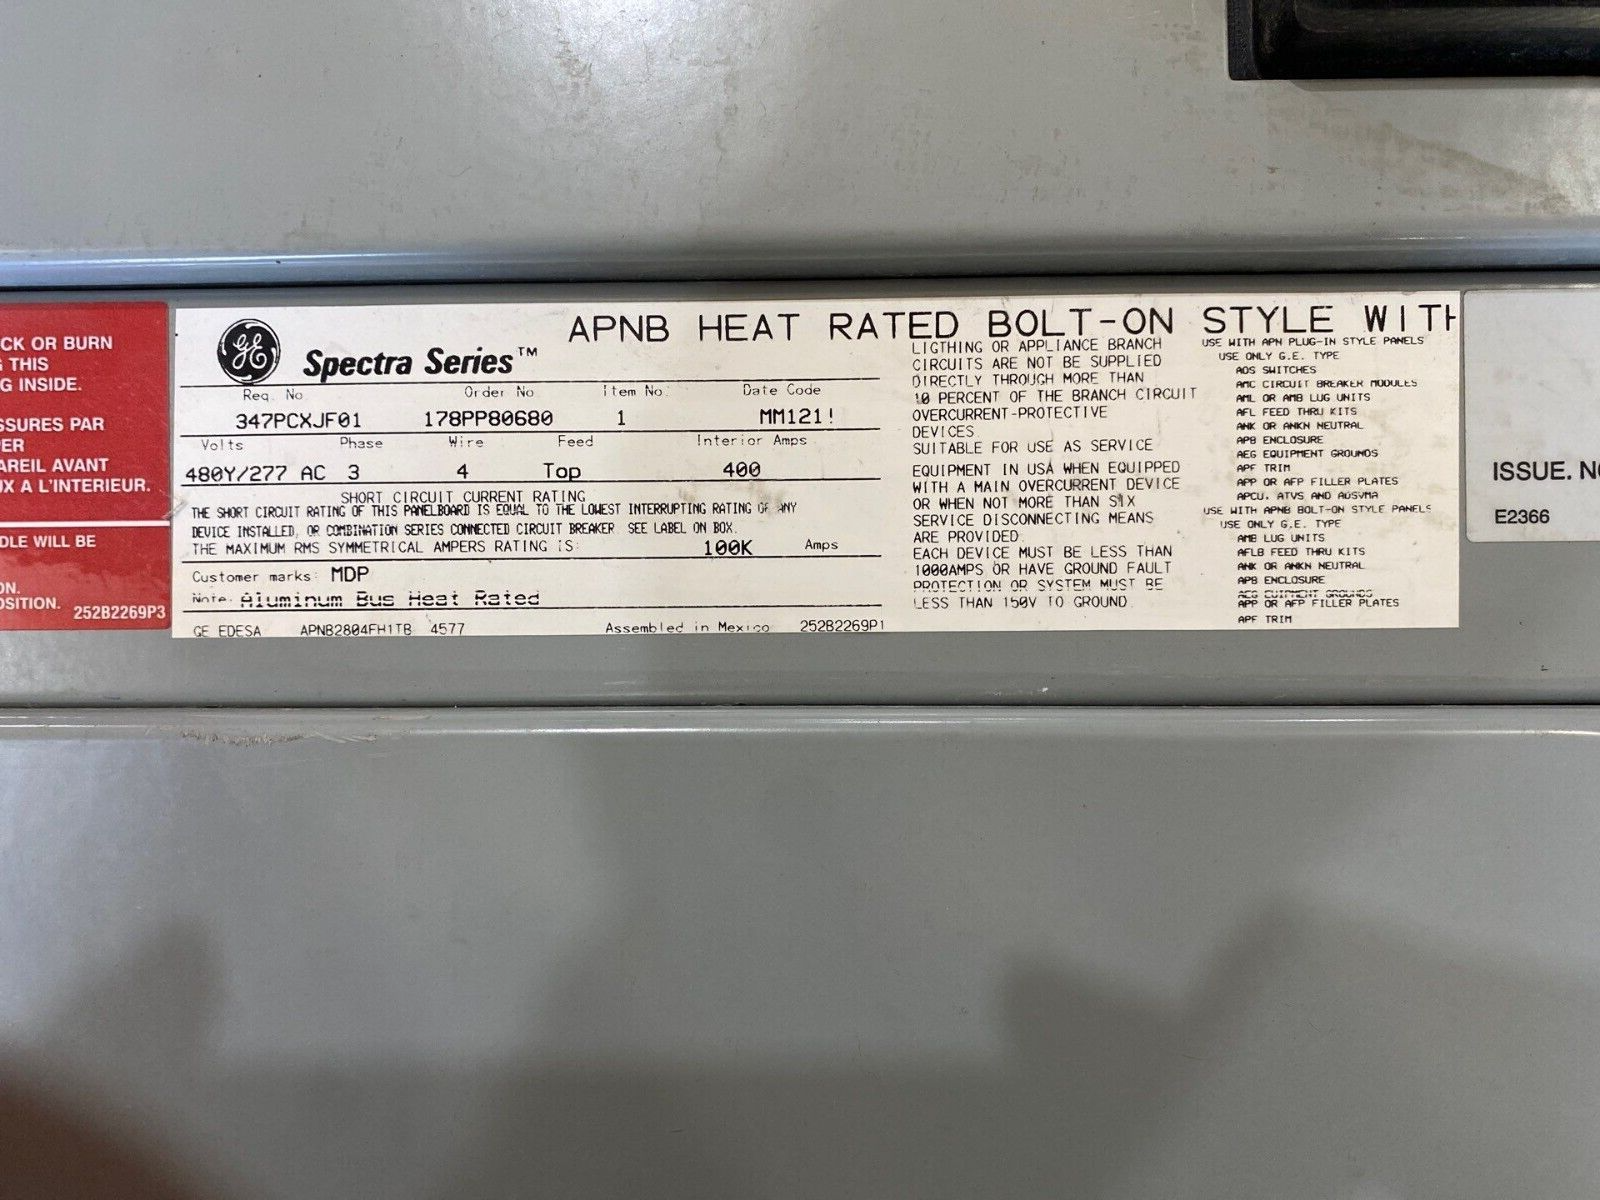 CK OR BURN
G THIS
G INSIDE.
SSURES PAR
PER
AREIL AVANT
UX A L'INTERIEUR.
DLE WILL BE
ON.
OSITION. 252B2269P3
GE
Spectra Series™
APNB HEAT RATED BOLT-ON STYLE WITH
Req. No. Order No Item No. Date Code
347PCXJF01 178PP80680 1 MM121!
Volts Phase Wire Feed Interior Amps
480Y/277 AC 3 4 Top 400
SHORT CIRCUIT CURRENT RATING
THE SHORT CIRCUIT RATING OF THIS PANELBOARD IS EQUAL TO THE LOWEST INTERRUPTING RATING OF ANY
DEVICE INSTALLED, OR COMBINATION SERIES CONNECTED CIRCUIT BREAKER. SEE LABEL ON BOX.
THE MAXIMUM RMS SYMMETRICAL AMPERS RATING IS: 100K Amps
Customer marks: MDP
Note: Aluminum Bus Heat Rated
GE EDESA APNB2804FH1TB 4577 Assembled in Mexico 252B2269P1
LIGTHING OR APPLIANCE BRANCH
CIRCUITS ARE NOT BE SUPPLIED
DIRECTLY THROUGH MORE THAN
10 PERCENT OF THE BRANCH CIRCUIT
OVERCURRENT-PROTECTIVE
DEVICES.
SUITABLE FOR USE AS SERVICE
EQUIPMENT IN USA WHEN EQUIPPED
WITH A MAIN OVERCURRENT DEVICE
OR WHEN NOT MORE THAN SIX
SERVICE DISCONNECTING MEANS
ARE PROVIDED.
EACH DEVICE MUST BE LESS THAN
1000AMPS OR HAVE GROUND FAULT
PROTECTION OR SYSTEM MUST BE
LESS THAN 150V TO GROUND.
USE WITH APN PLUG-IN STYLE PANELS
USE ONLY G.E. TYPE
AOS SWITCHES
AMC CIRCUIT BREAKER MODULES
AML OR AMB LUG UNITS
AFL FEED THRU KITS
ANK OR ANKN NEUTRAL
APB ENCLOSURE
AEG EQUIPMENT GROUNDS
APF TRIM
APP OR AFP FILLER PLATES
APCU, ATVS AND AOSVMA
USE WITH APNB BOLT-ON STYLE PANELS
USE ONLY G.E. TYPE
AMB LUG UNITS
AFLB FEED THRU KITS
ANK OR ANKN NEUTRAL
APB ENCLOSURE
AEG EQIPMENT GROUNDS
APP OR AFP FILLER PLATES
APF TRIM
ISSUE. NO
E2366